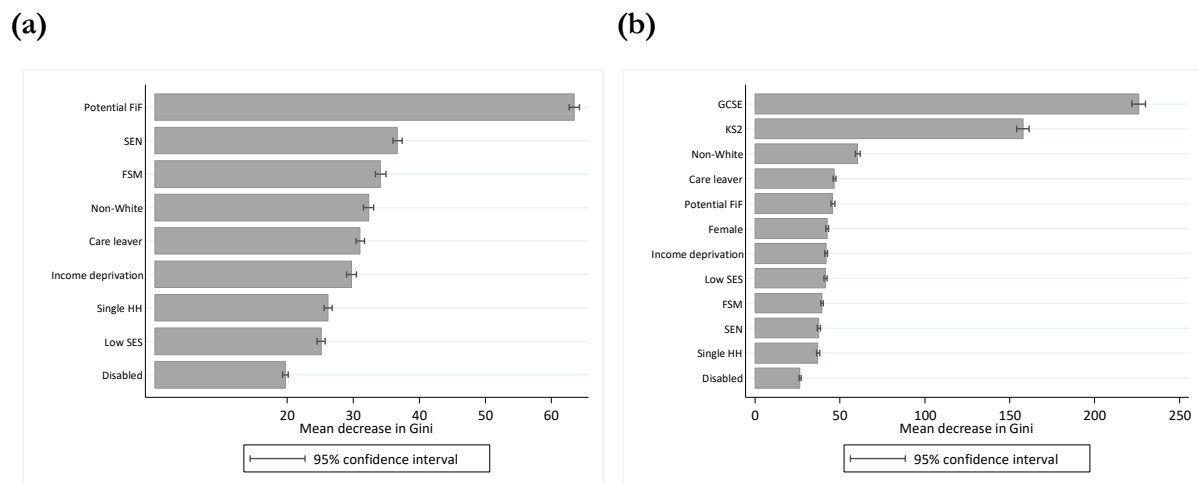 (a)
Potential FiF
SEN
FSM
Non-White
Care leaver
Income deprivation
Single HH
Low SES
Disabled
20 30 40 50 60
Mean decrease in Gini
95% confidence interval
(b)
GCSE
KS2
Non-White
Care leaver
Potential FiF
Female
Income deprivation
Low SES
FSM
SEN
Single HH
Disabled
0 50 100 150 200 250
Mean decrease in Gini
95% confidence interval